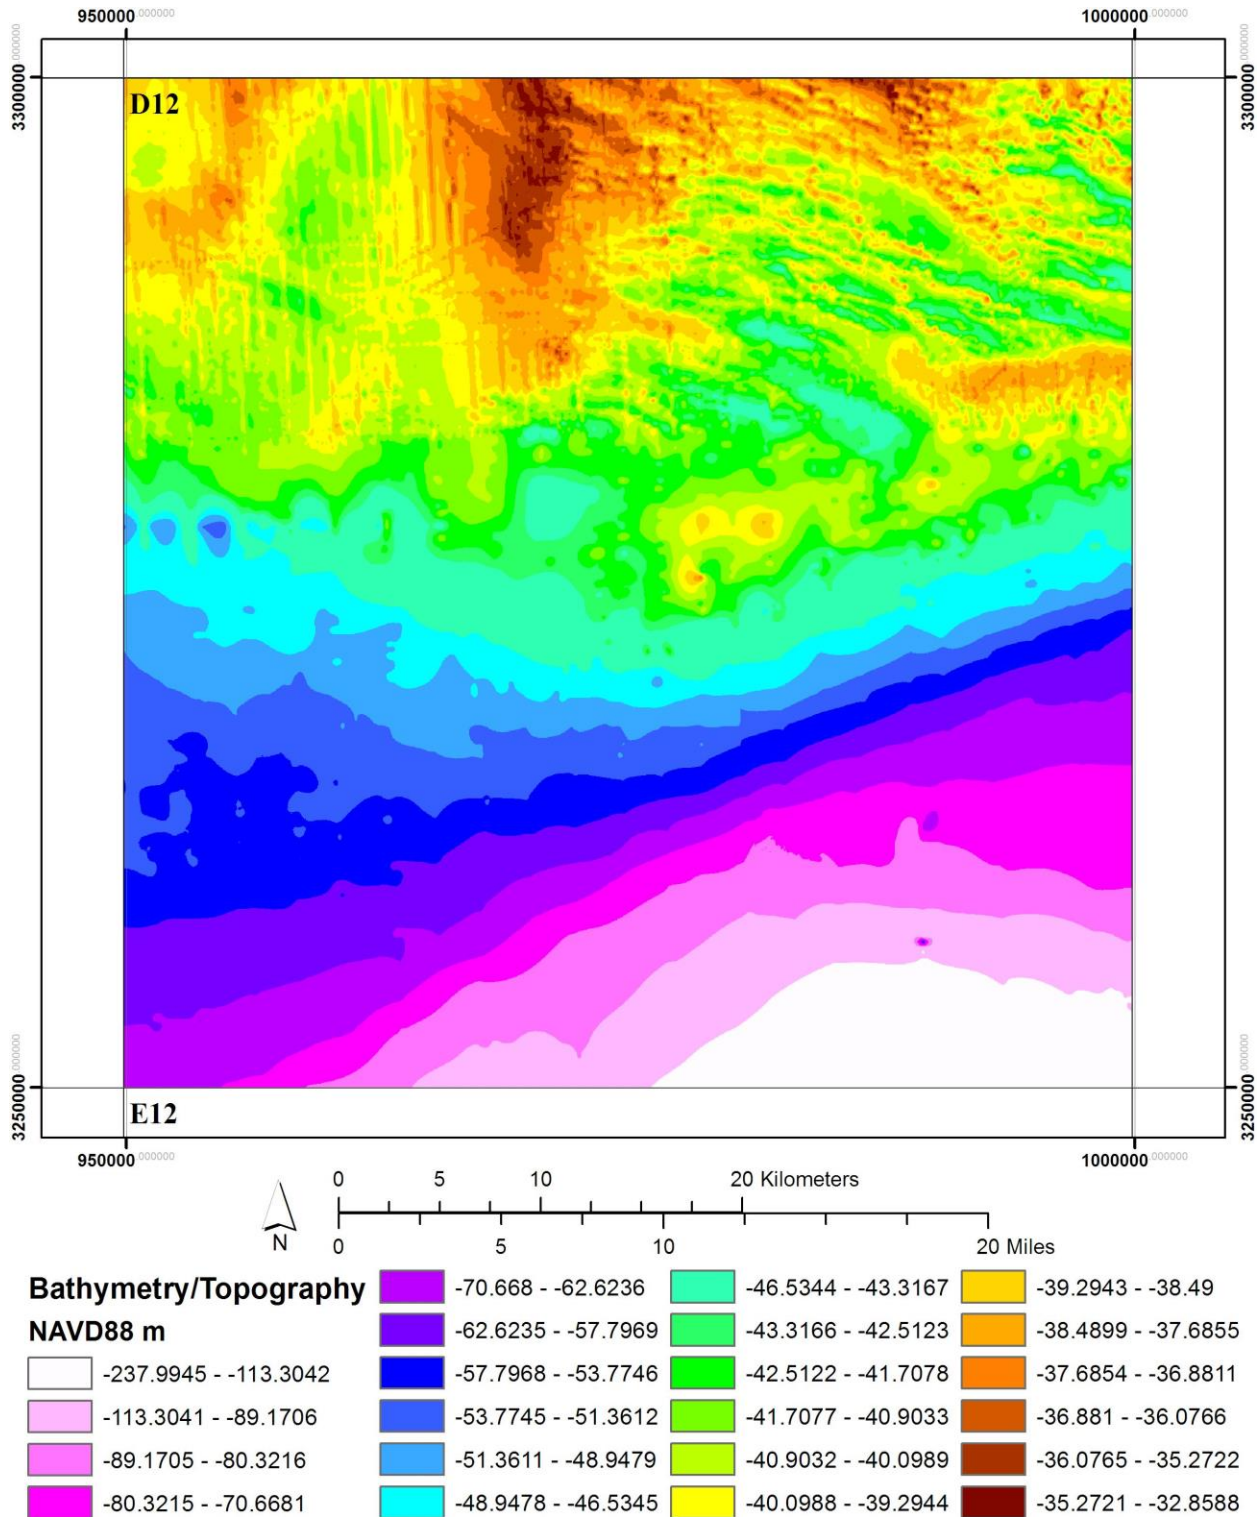 950000.000000 1000000.000000
3300000.000000 3300000.000000
D12
3250000.000000 3250000.000000
E12
950000.000000 1000000.000000
0 5 10 20 Kilometers
N
0 5 10 20 Miles
Bathymetry/Topography
NAVD88 m
-237.9945 - -113.3042
-113.3041 - -89.1706
-89.1705 - -80.3216
-80.3215 - -70.6681
-70.668 - -62.6236
-62.6235 - -57.7969
-57.7968 - -53.7746
-53.7745 - -51.3612
-51.3611 - -48.9479
-48.9478 - -46.5345
-46.5344 - -43.3167
-43.3166 - -42.5123
-42.5122 - -41.7078
-41.7077 - -40.9033
-40.9032 - -40.0989
-40.0988 - -39.2944
-39.2943 - -38.49
-38.4899 - -37.6855
-37.6854 - -36.8811
-36.881 - -36.0766
-36.0765 - -35.2722
-35.2721 - -32.8588